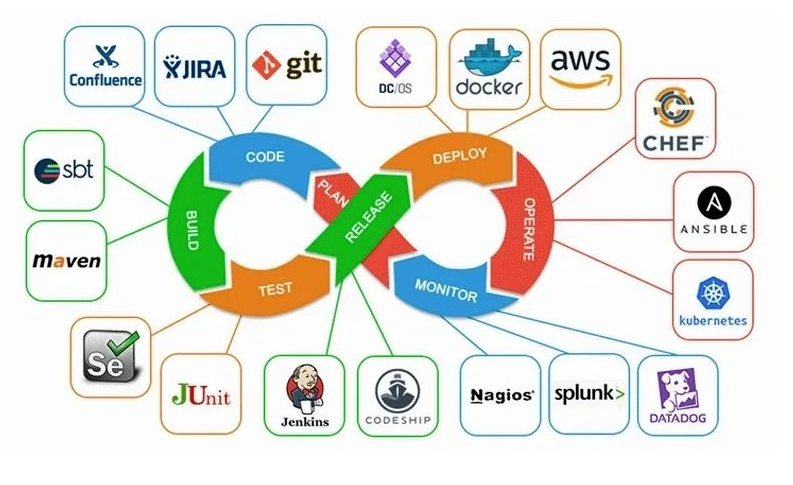 Confluence
JIRA
git
DC/OS
docker
aws
CHEF™
sbt
CODE
DEPLOY
PLAN
RELEASE
BUILD
OPERATE
ANSIBLE
maven
TEST
MONITOR
kubernetes
Se
JUnit
Jenkins
CODESHIP
Nagios®
splunk>
DATADOG